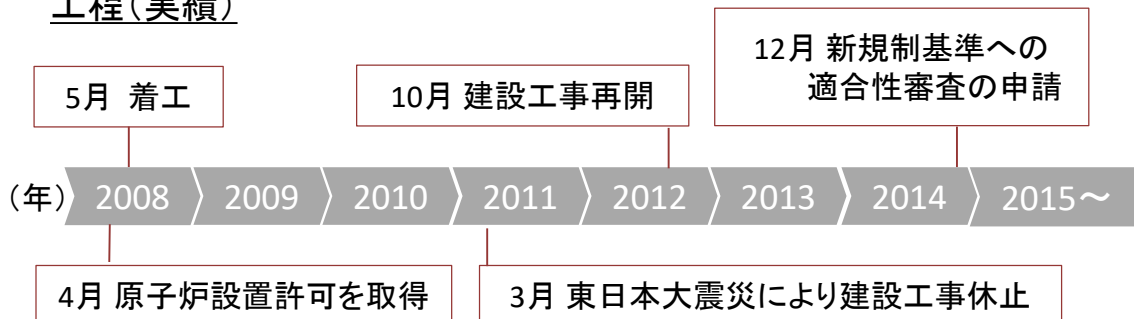 工程(実績)
12月 新規制基準への
適合性審査の申請
5月 着工
10月 建設工事再開
(年) 2008 2009 2010 2011 2012 2013 2014 2015～
4月 原子炉設置許可を取得
3月 東日本大震災により建設工事休止